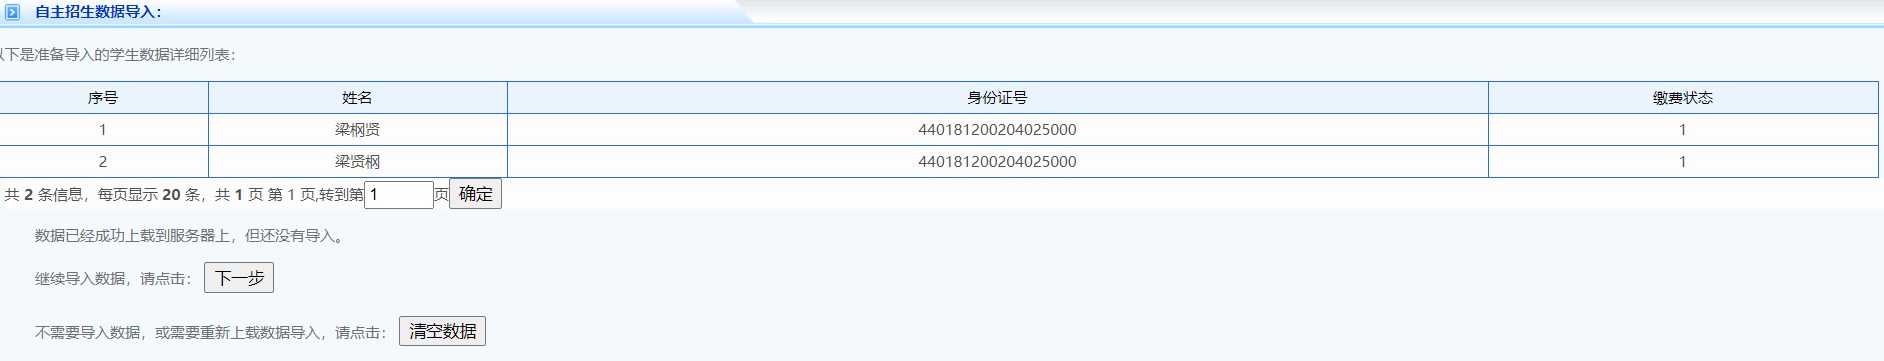 自主招生数据导入：
以下是准备导入的学生数据详细列表：
序号 姓名 身份证号 缴费状态
1 梁㭎贤 440181200204025000 1
2 梁贤㭎 440181200204025000 1
共 2 条信息，每页显示 20 条，共 1 页 第 1 页,转到第 1 页 确定
数据已经成功上载到服务器上，但还没有导入。
继续导入数据，请点击： 下一步
不需要导入数据，或需要重新上载数据导入，请点击： 清空数据